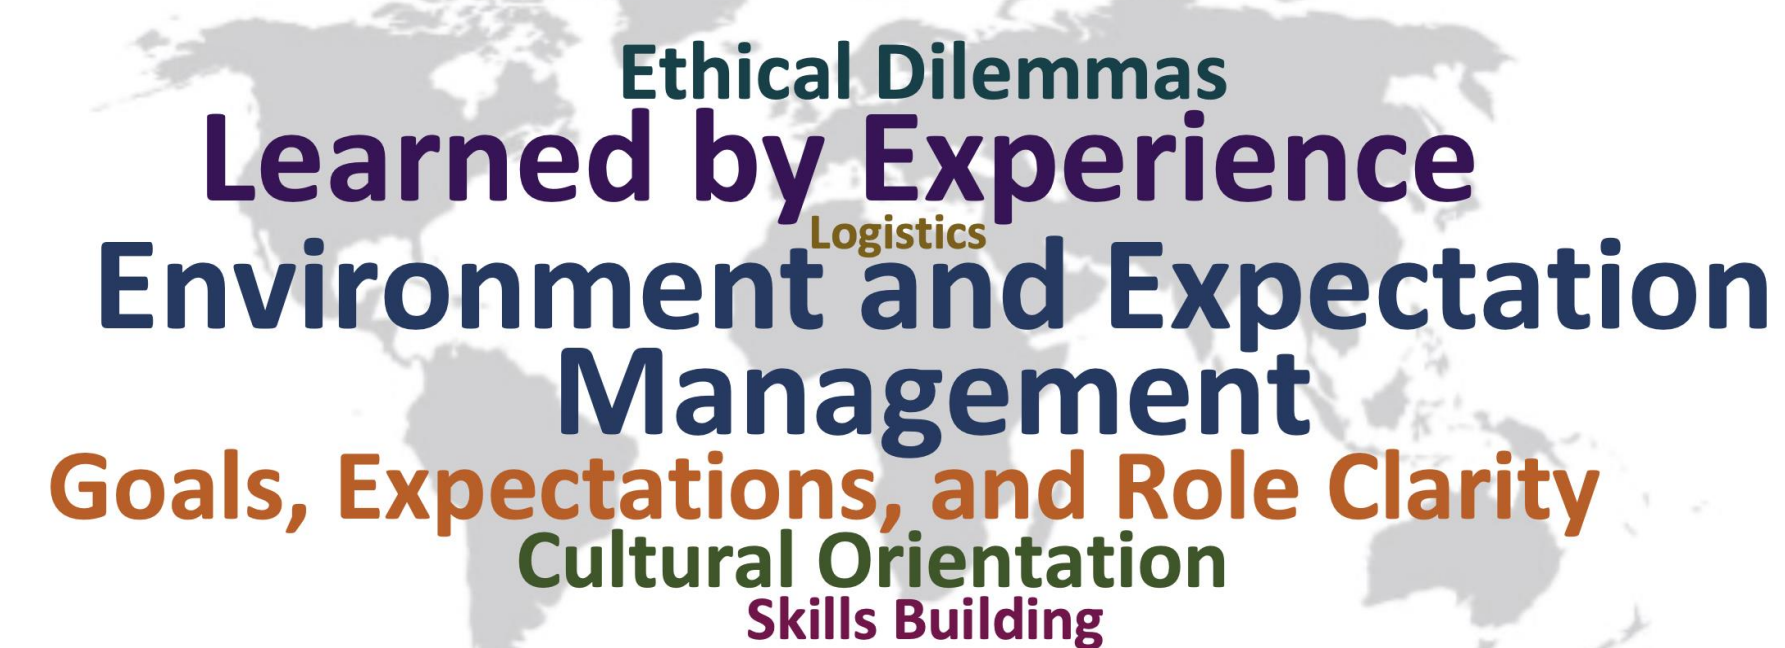 Ethical Dilemmas
Learned by Experience
Logistics
Environment and Expectation
Management
Goals, Expectations, and Role Clarity
Cultural Orientation
Skills Building